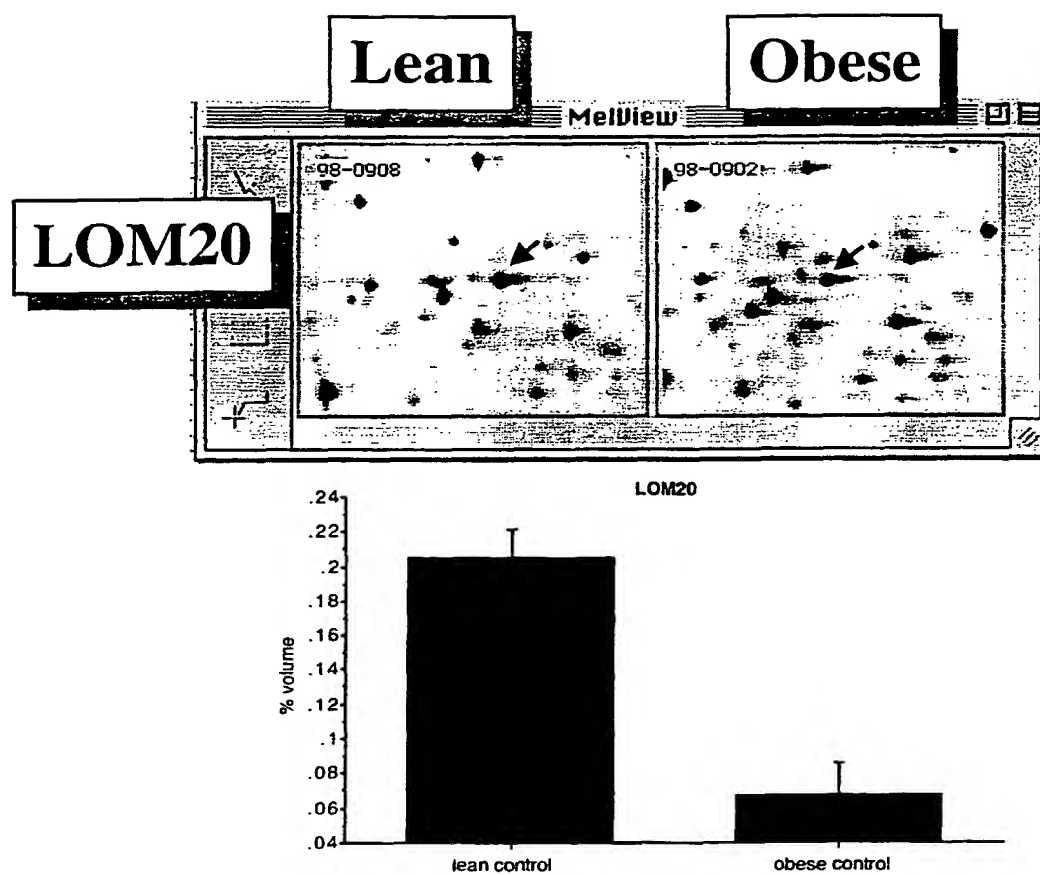 Lean
Obese
MelView
98-0908
98-0902
LOM20
LOM20
.24
.22
.2
.18
.16
.14
.12
.1
.08
.06
.04
% volume
lean control
obese control